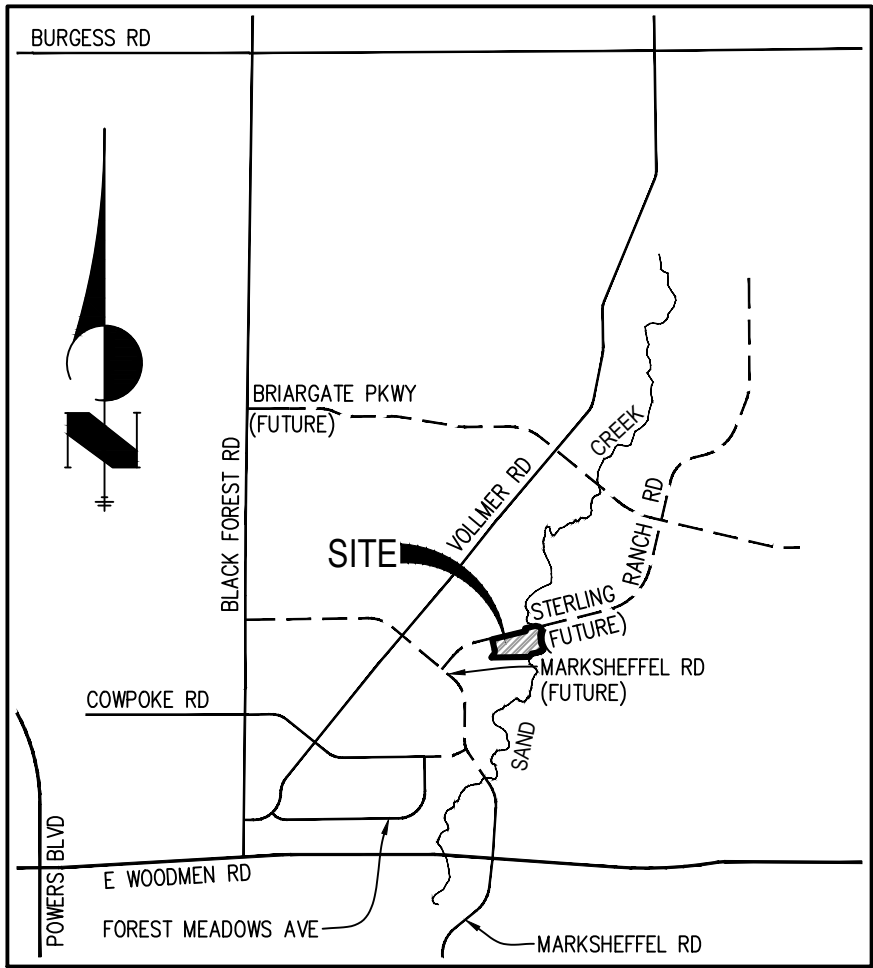 BURGESS RD
BRIARGATE PKWY
(FUTURE)
CREEK
VOLLMER RD
BLACK FOREST RD
RANCH RD
SITE
STERLING
(FUTURE)
MARKSHEFFEL RD
(FUTURE)
COWPOKE RD
SAND
POWERS BLVD
E WOODMEN RD
FOREST MEADOWS AVE
MARKSHEFFEL RD
N